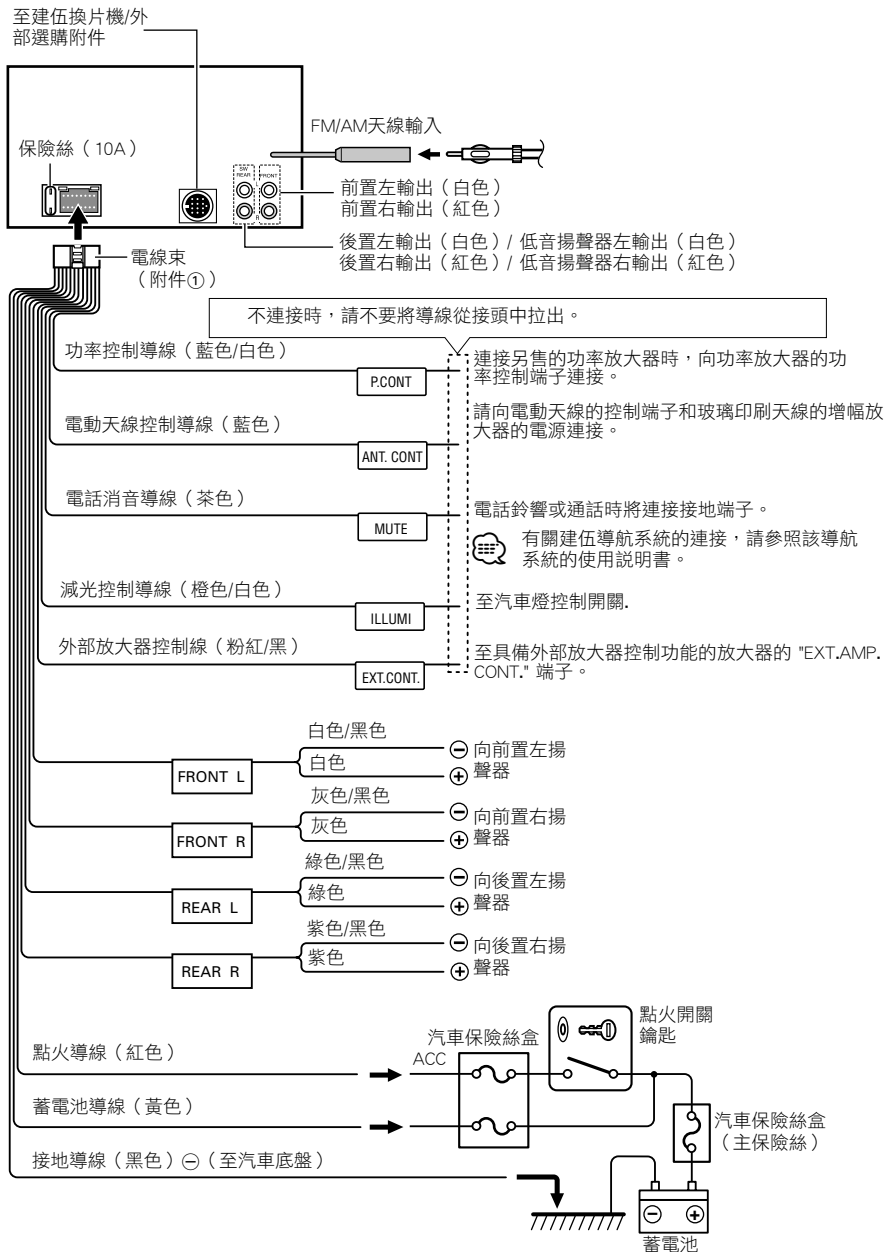 至建伍換片機/外
部選購附件
FM/AM天線輸入
保險絲（10A）
SW
REAR
FRONT
R
前置左輸出（白色）
前置右輸出（紅色）
後置左輸出（白色）/ 低音揚聲器左輸出（白色）
後置右輸出（紅色）/ 低音揚聲器右輸出（紅色）
電線束
（附件①）
不連接時，請不要將導線從接頭中拉出。
功率控制導線（藍色/白色）
P.CONT
連接另售的功率放大器時，向功率放大器的功
率控制端子連接。
電動天線控制導線（藍色）
ANT. CONT
請向電動天線的控制端子和玻璃印刷天線的增幅放
大器的電源連接。
電話消音導線（茶色）
MUTE
電話鈴響或通話時將連接接地端子。
有關建伍導航系統的連接，請參照該導航
系統的使用説明書。
減光控制導線（橙色/白色）
ILLUMI
至汽車燈控制開關.
外部放大器控制線（粉紅/黑）
EXT.CONT.
至具備外部放大器控制功能的放大器的 "EXT.AMP.
CONT." 端子。
白色/黑色
白色
FRONT L
⊖ 向前置左揚
⊕ 聲器
灰色/黑色
灰色
FRONT R
⊖ 向前置右揚
⊕ 聲器
綠色/黑色
綠色
REAR L
⊖ 向後置左揚
⊕ 聲器
紫色/黑色
紫色
REAR R
⊖ 向後置右揚
⊕ 聲器
點火導線（紅色）
ACC
汽車保險絲盒
點火開關
鑰匙
蓄電池導線（黃色）
汽車保險絲盒
（主保險絲）
接地導線（黑色）⊖（至汽車底盤）
⊖ ⊕
蓄電池